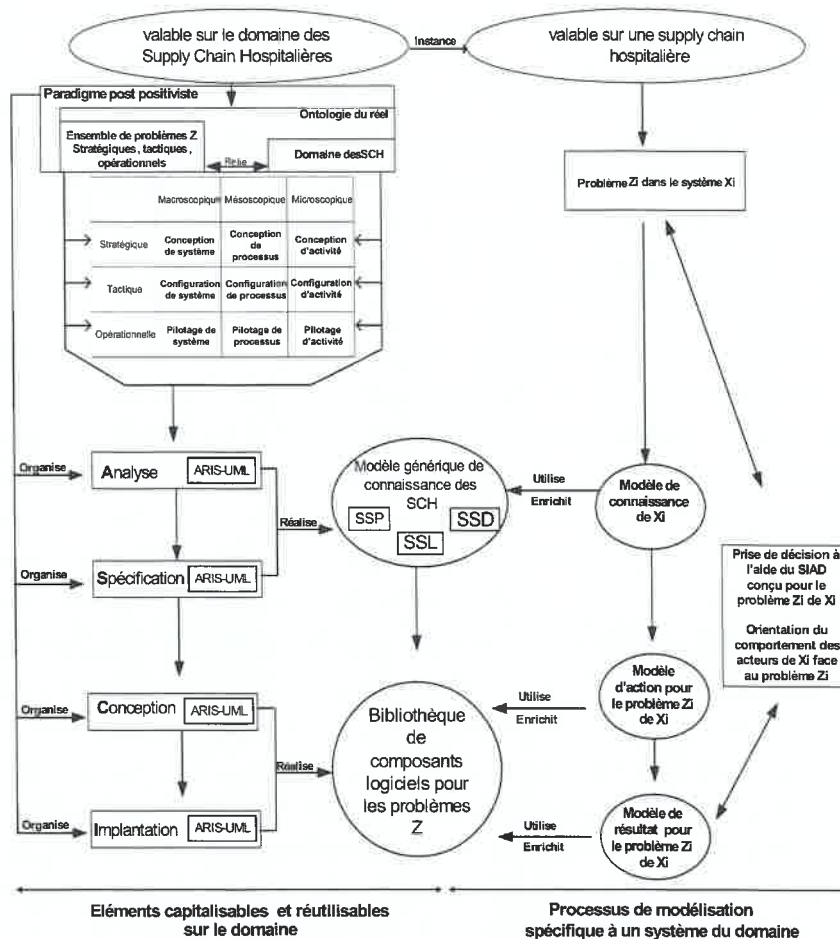 valable sur le domaine des
Supply Chain Hospitalières
Instance
valable sur une supply chain
hospitalière
Paradigme post positiviste
Ontologie du réel
Ensemble de problèmes Z
Stratégiques, tactiques,
opérationnels
Relie
Domaine desSCH
Macroscopique
Mésoscopique
Microscopique
Stratégique
Conception
de système
Conception
de
processus
Conception
d'activité
Tactique
Configuration
de système
Configuration
de processus
Configuration
d'activité
Opérationnelle
Pilotage de
système
Pilotage de
processus
Pilotage
d'activité
Problème Zi dans le système Xi
Organise
Analyse
ARIS-UML
Réalise
Organise
Spécification
ARIS-UML
Modèle générique de
connaissance des
SCH
SSP
SSD
SSL
Utilise
Enrichit
Modèle de
connaissance
de Xi
Prise de décision à
l'aide du SIAD
conçu pour le
problème Zi de Xi
Orientation du
comportement des
acteurs de Xi face
au problème Zi
Organise
Conception
ARIS-UML
Réalise
Organise
Implantation
ARIS-UML
Bibliothèque
de
composants
logiciels pour
les problèmes
Z
Utilise
Enrichit
Modèle
d'action pour
le problème Zi
de Xi
Utilise
Enrichit
Modèle de
résultat pour
le problème Zi
de Xi
Eléments capitalisables et réutilisables
sur le domaine
Processus de modélisation
spécifique à un système du domaine